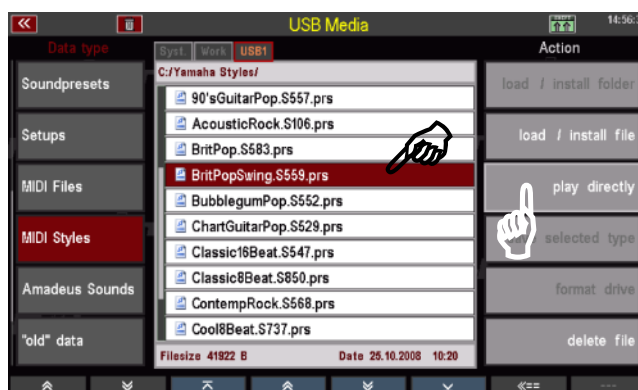 USB Media
14:56:
Data type
Syst. Work USB1
Action
C:/Yamaha Styles/
Soundpresets
Setups
MIDI Files
MIDI Styles
Amadeus Sounds
"old" data
90'sGuitarPop.S557.prs
AcousticRock.S106.prs
BritPop.S583.prs
BritPopSwing.S559.prs
BubblegumPop.S552.prs
ChartGuitarPop.S529.prs
Classic16Beat.S547.prs
Classic8Beat.S850.prs
ContempRock.S568.prs
Cool8Beat.S737.prs
Filesize 41922 B Date 25.10.2008 10:20
load / install folder
load / install file
play directly
selected type
format drive
delete file